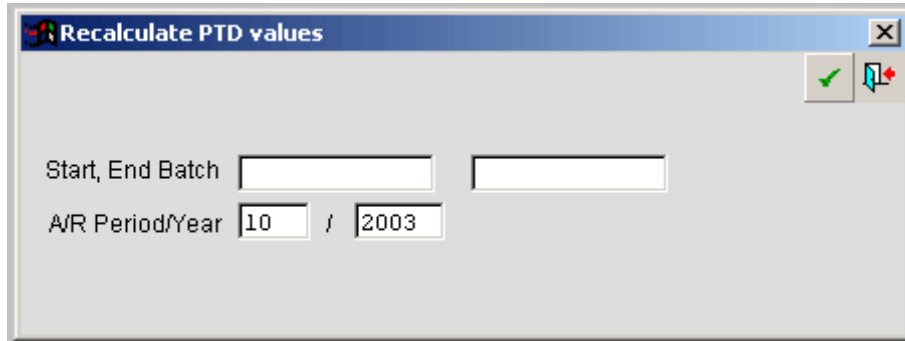 Recalculate PTD values
Start, End Batch
A/R Period/Year 10 / 2003